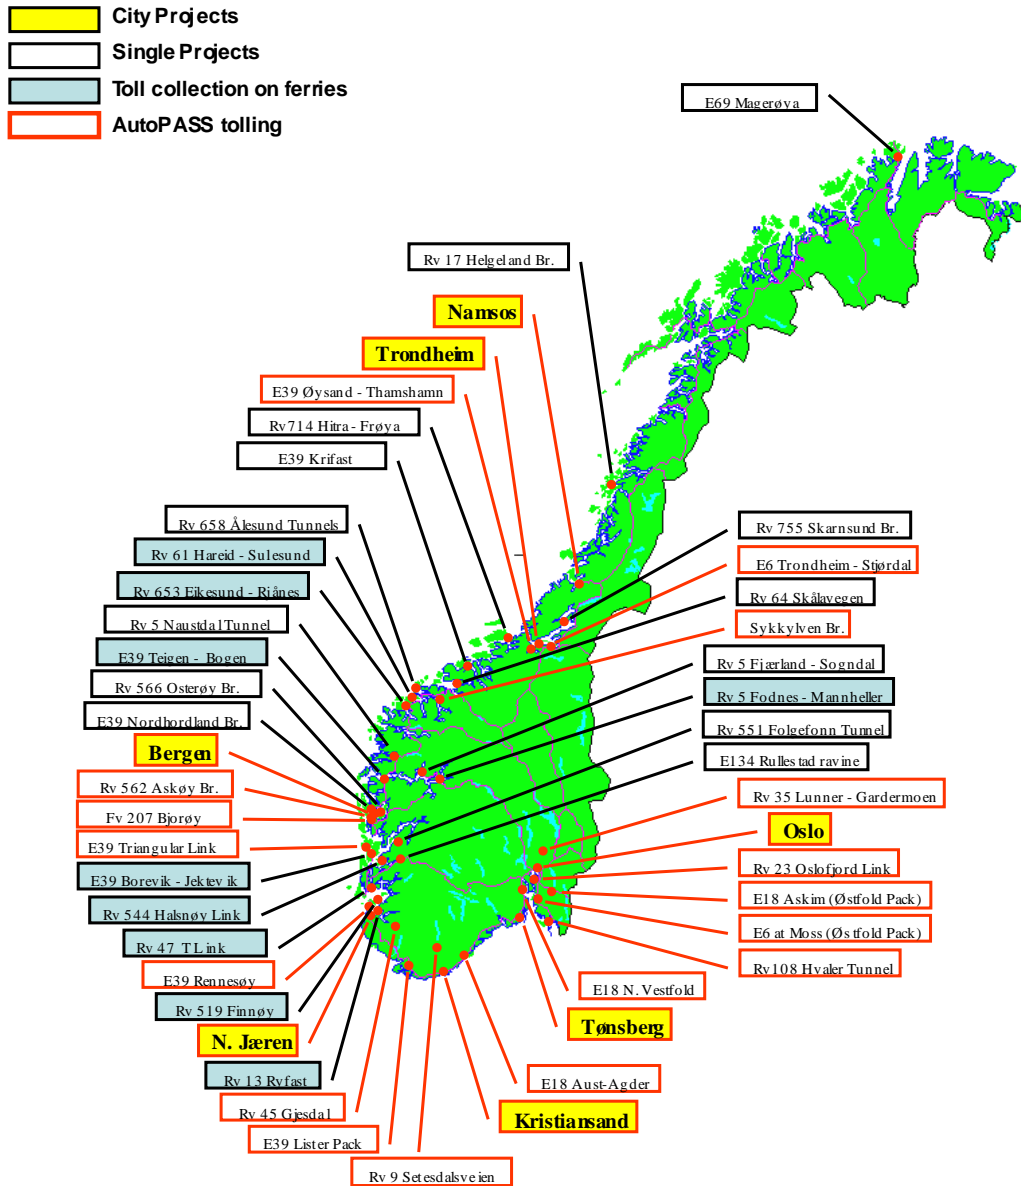 City Projects
Single Projects
Toll collection on ferries
AutoPASS tolling
E69 Magerøya
Rv 17 Helgeland Br.
Namsos
Trondheim
E39 Øysand - Thamshamn
Rv714 Hitra - Frøya
E39 Krifast
Rv 658 Ålesund Tunnels
Rv 61 Hareid - Sulesund
Rv 653 Eikesund - Riånes
Rv 5 Naustdal Tunnel
E39 Teigen - Bogen
Rv 566 Osterøy Br.
E39 Nordhordland Br.
Bergen
Rv 562 Askøy Br.
Fv 207 Bjorøy
E39 Triangular Link
E39 Borevik - Jektevik
Rv 544 Halsnøy Link
Rv 47 T Link
E39 Rennesøy
Rv 519 Finnøy
N. Jæren
Rv 13 Ryfast
Rv 45 Gjesdal
E39 Lister Pack
Rv 9 Setesdalsveien
Rv 755 Skarnsund Br.
E6 Trondheim - Stjørdal
Rv 64 Skålavegen
Sykkylven Br.
Rv 5 Fjærland - Sogndal
Rv 5 Fodnes - Mannheller
Rv 551 Folgefonn Tunnel
E134 Rullestad ravine
Rv 35 Lunner - Gardermoen
Oslo
Rv 23 Oslofjord Link
E18 Askim (Østfold Pack)
E6 at Moss (Østfold Pack)
Rv108 Hvaler Tunnel
E18 N. Vestfold
Tønsberg
E18 Aust-Agder
Kristiansand